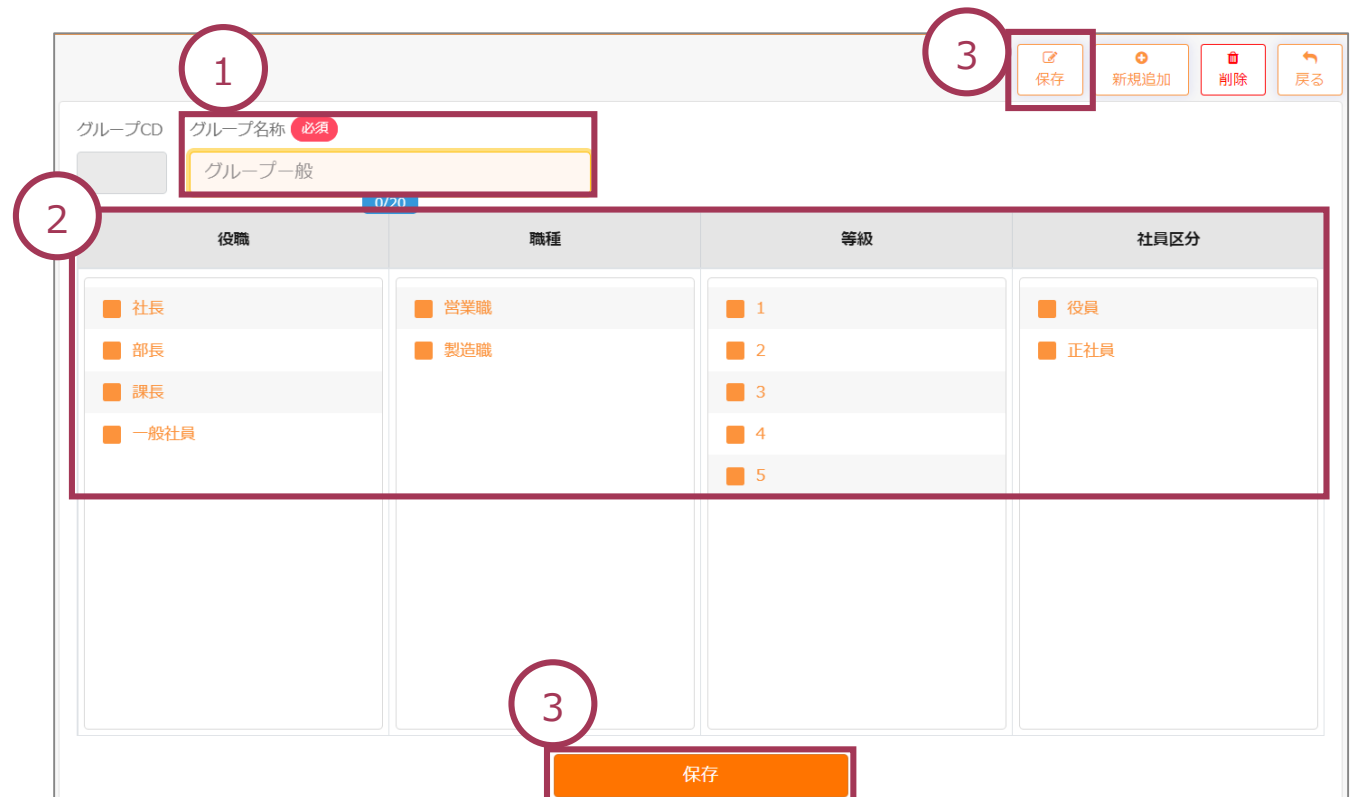 1
3
保存
新規追加
削除
戻る
グループCD
グループ名称 必須
グループ一般
0/20
2
役職
職種
等級
社員区分
社長
営業職
1
役員
部長
製造職
2
正社員
課長
3
一般社員
4
5
3
保存